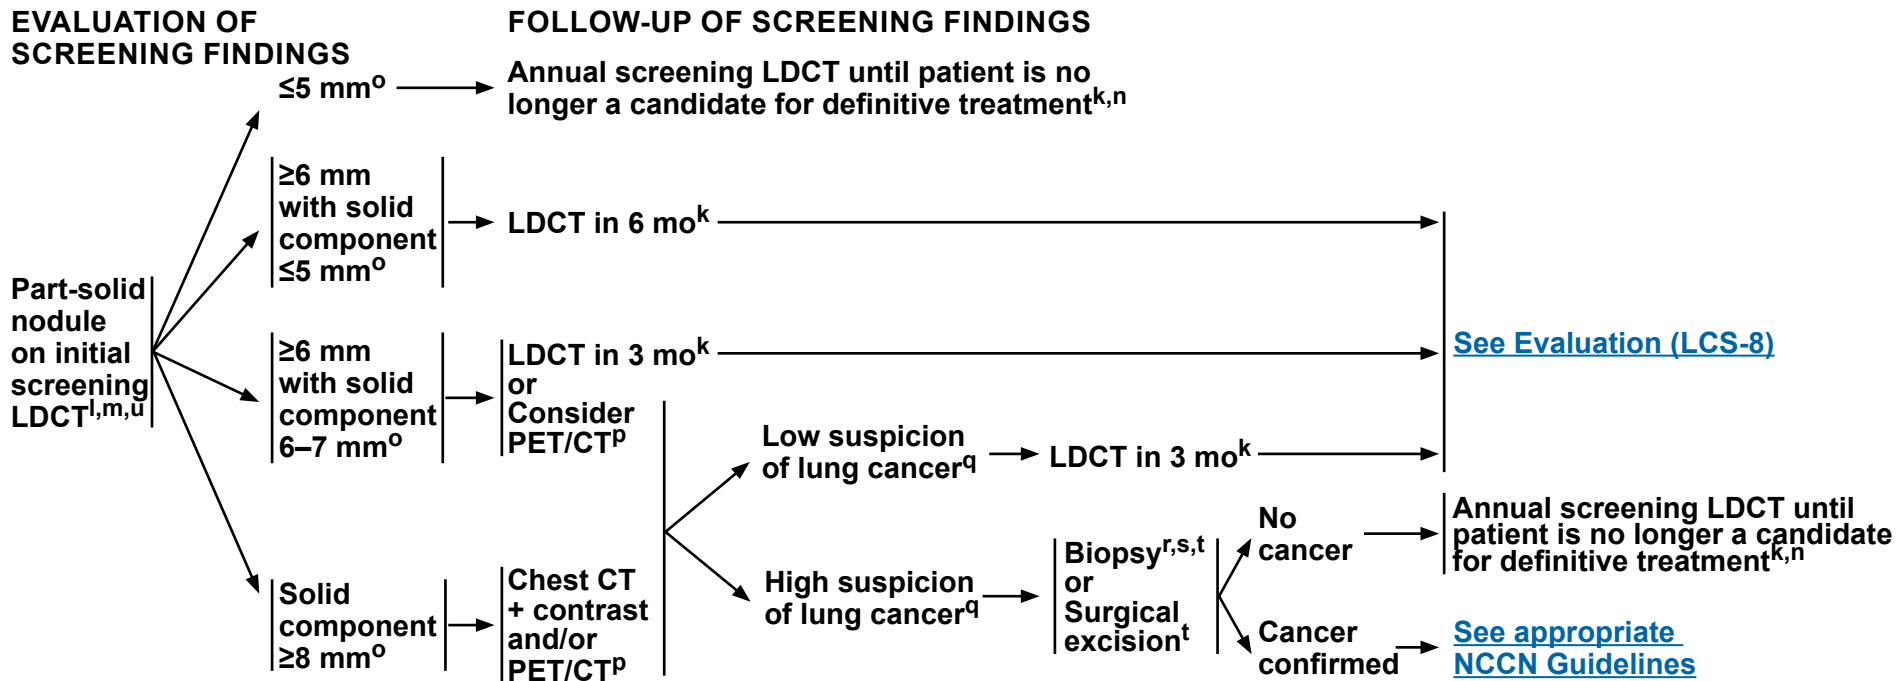 EVALUATION OF
SCREENING FINDINGS
FOLLOW-UP OF SCREENING FINDINGS
Part-solid
nodule
on initial
screening
LDCTl,m,u
≤5 mmo
Annual screening LDCT until patient is no
longer a candidate for definitive treatmentk,n
≥6 mm
with solid
component
≤5 mmo
LDCT in 6 mok
≥6 mm
with solid
component
6–7 mmo
LDCT in 3 mok
or
Consider
PET/CTp
Solid
component
≥8 mmo
Chest CT
+ contrast
and/or
PET/CTp
Low suspicion
of lung cancerq
LDCT in 3 mok
See Evaluation (LCS-8)
High suspicion
of lung cancerq
Biopsyr,s,t
or
Surgical
excisiont
No
cancer
Annual screening LDCT until
patient is no longer a candidate
for definitive treatmentk,n
Cancer
confirmed
See appropriate
NCCN Guidelines